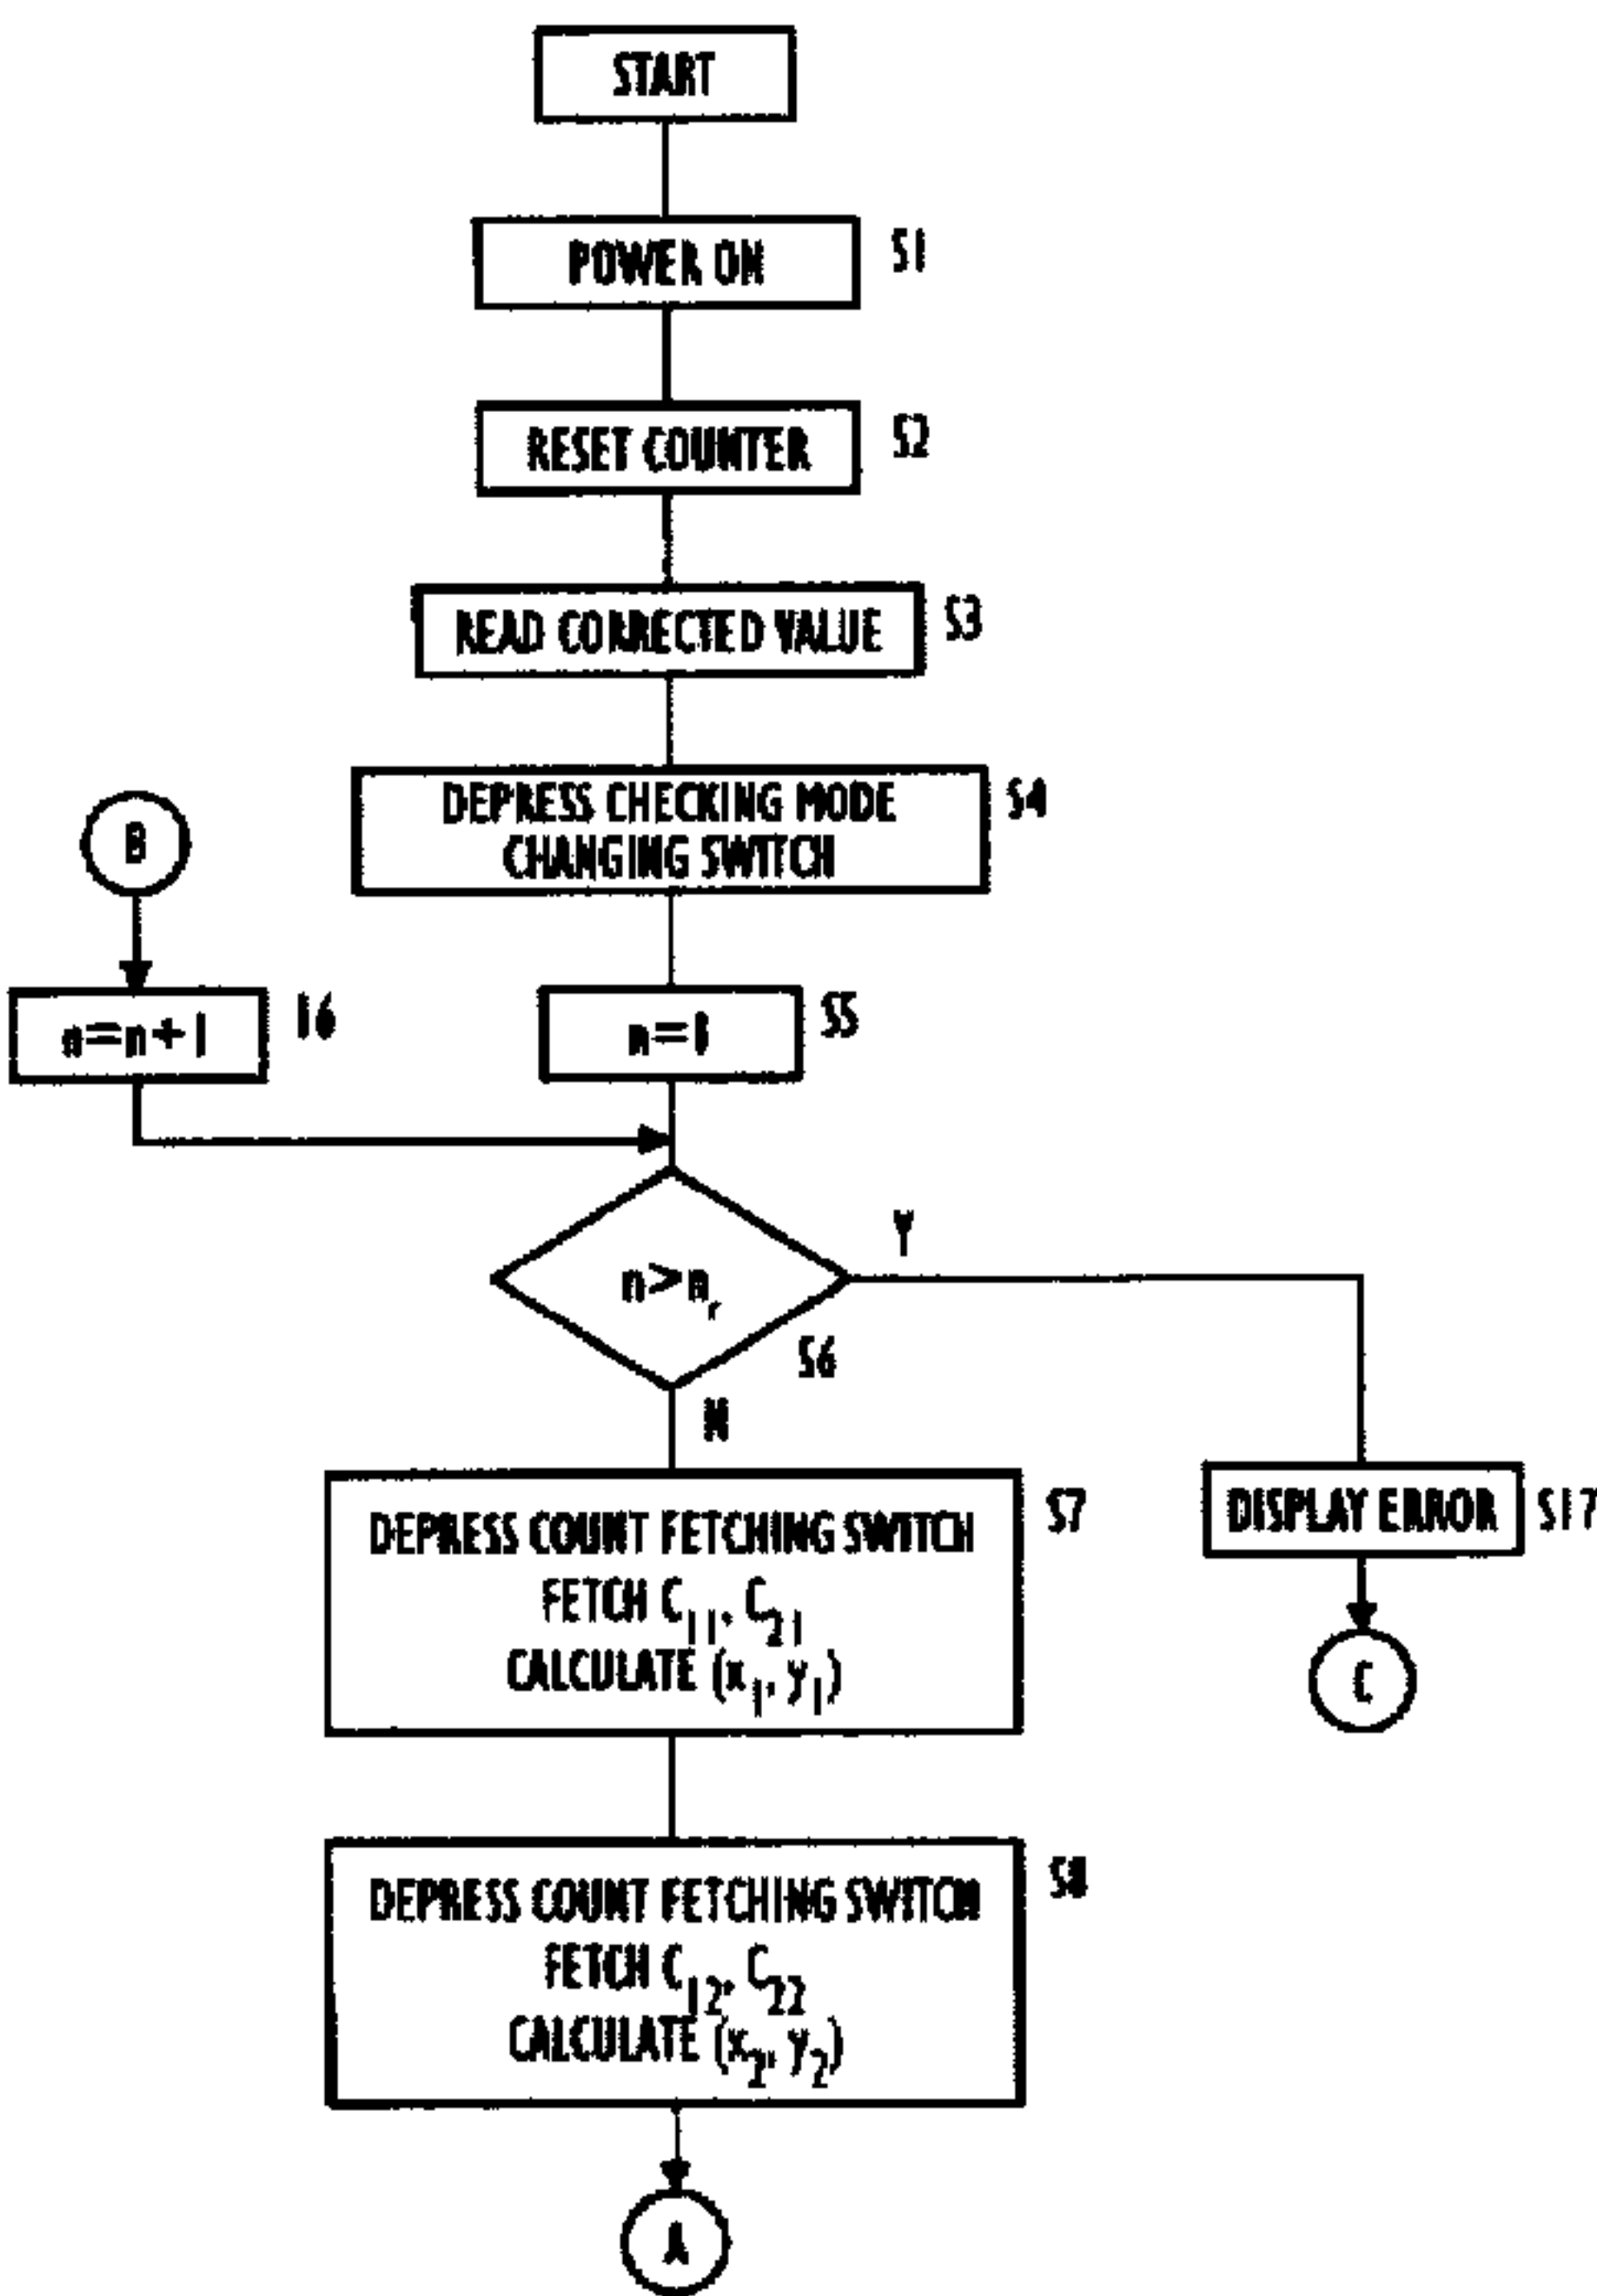 START
POWER ON
S1
RESET COUNTER
S2
READ CORRECTED VALUE
S3
DEPRESS CHECKING MODE
CHANGING SWITCH
S4
B
n=n+1
16
n=1
S5
n>n
Y
S6
N
DEPRESS COUNT FETCHING SWITCH
FETCH C₁₁, C₂₁
CALCULATE (x₁, y₁)
S7
DISPLAY ERROR
S17
C
DEPRESS COUNT FETCHING SWITCH
FETCH C₁₂, C₂₂
CALCULATE (x₂, y₂)
S8
A